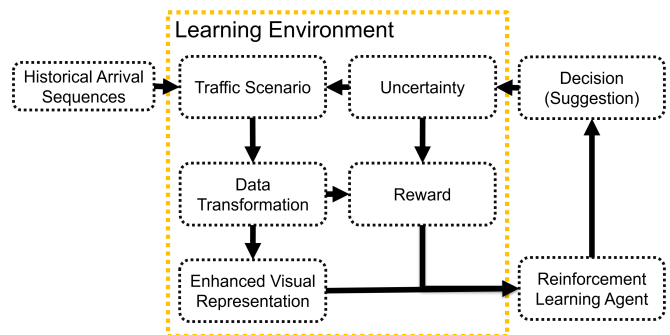 Learning Environment
Historical Arrival
Sequences
Traffic Scenario
Uncertainty
Decision
(Suggestion)
Data
Transformation
Reward
Enhanced Visual
Representation
Reinforcement
Learning Agent